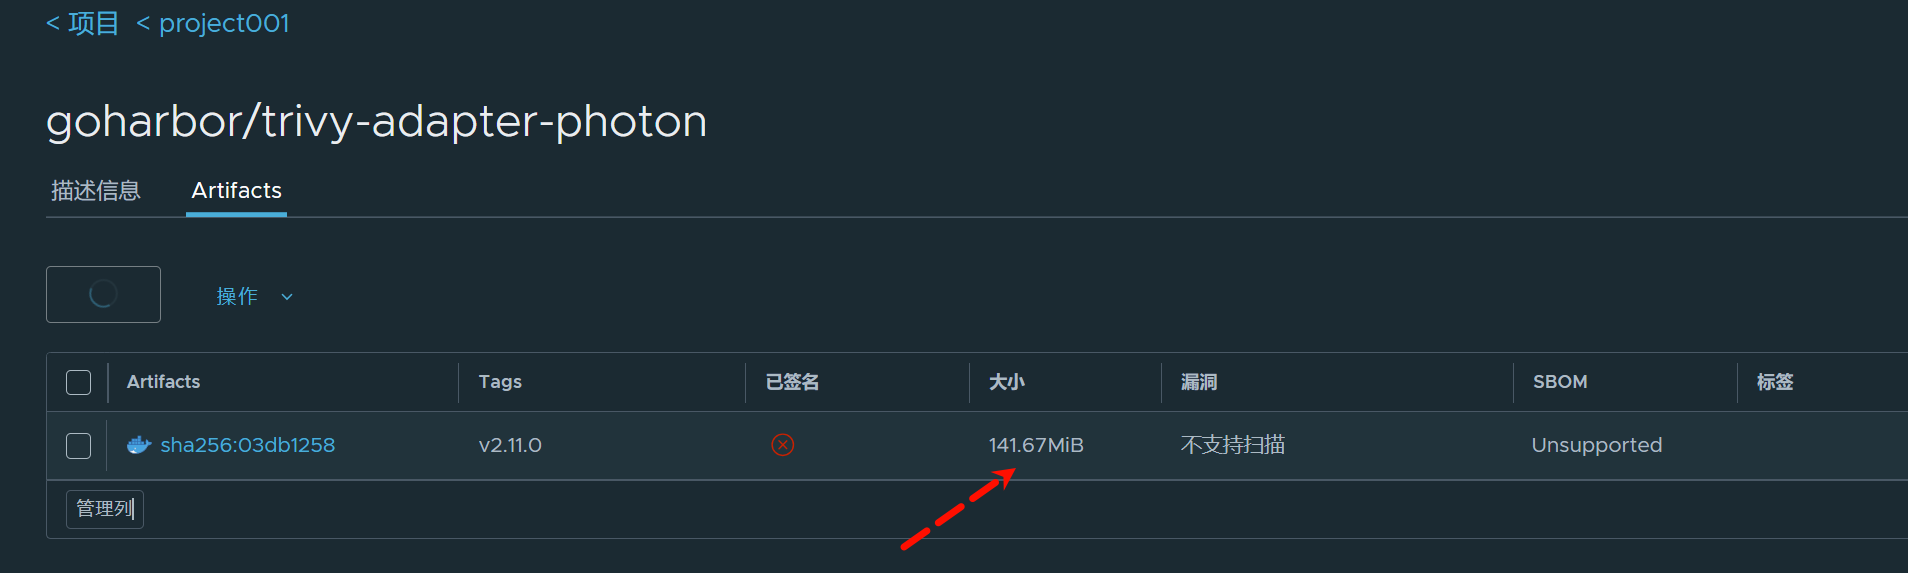 < 项目 < project001
goharbor/trivy-adapter-photon
描述信息 Artifacts
操作
Artifacts Tags 已签名 大小 漏洞 SBOM 标签
sha256:03db1258 v2.11.0 141.67MiB 不支持扫描 Unsupported
管理列